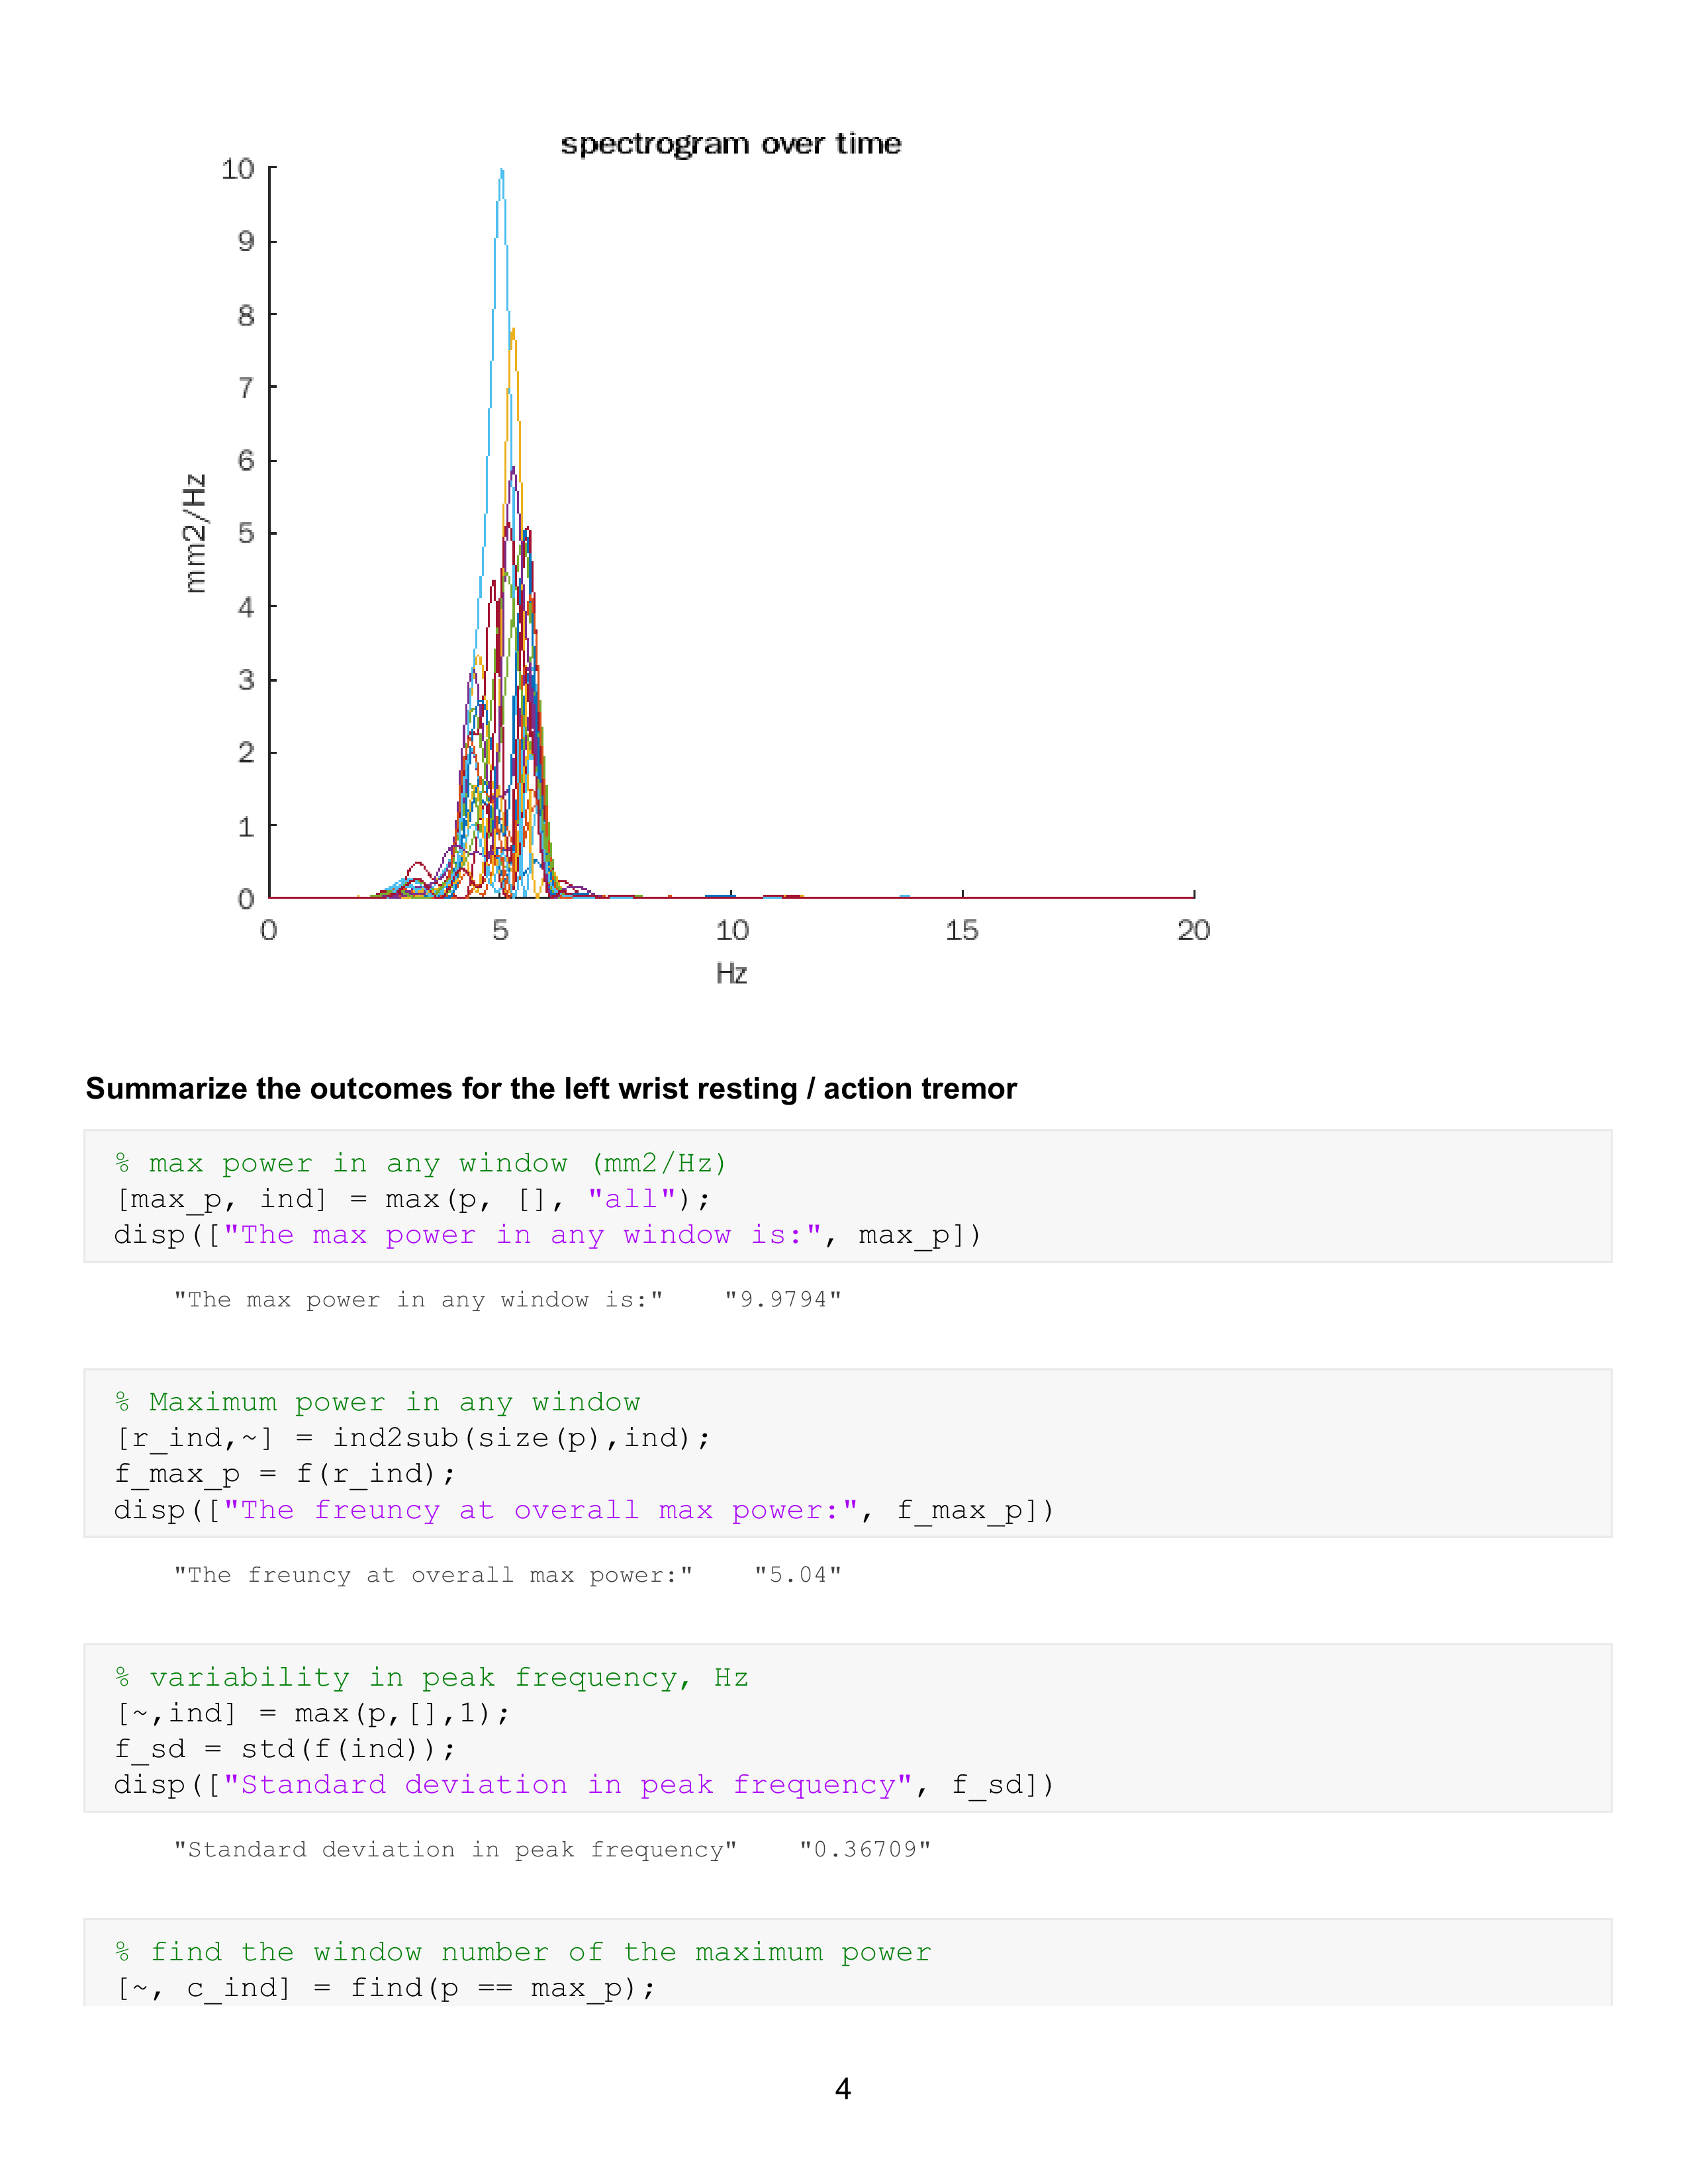 spectrogram over time
10
9
8
7
6
5
4
3
2
1
0
mm2/Hz
0 5 10 15 20
Hz
Summarize the outcomes for the left wrist resting / action tremor
% max power in any window (mm2/Hz)
[max_p, ind] = max(p, [], "all");
disp(["The max power in any window is:", max_p])
"The max power in any window is:" "9.9794"
% Maximum power in any window
[r_ind,~] = ind2sub(size(p),ind);
f_max_p = f(r_ind);
disp(["The freuncy at overall max power:", f_max_p])
"The freuncy at overall max power:" "5.04"
% variability in peak frequency, Hz
[~,ind] = max(p,[],1);
f_sd = std(f(ind));
disp(["Standard deviation in peak frequency", f_sd])
"Standard deviation in peak frequency" "0.36709"
% find the window number of the maximum power
[~, c_ind] = find(p == max_p);
4